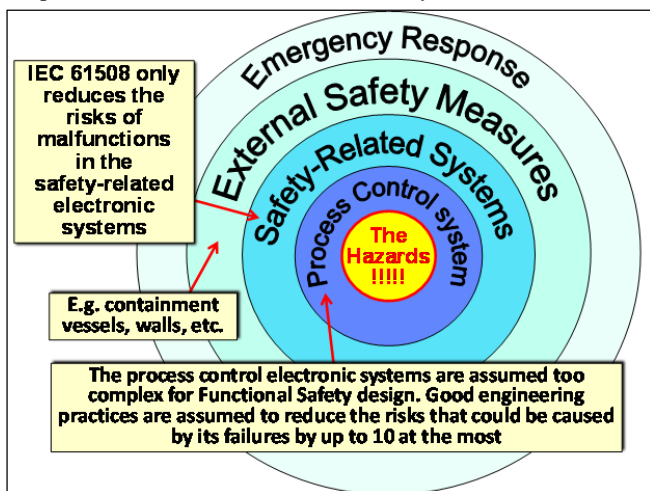 Emergency Response
External Safety Measures
Safety-Related Systems
Process Control system
The
Hazards
!!!!!
IEC 61508 only
reduces the
risks of
malfunctions
in the
safety-related
electronic
systems
E.g. containment
vessels, walls, etc.
The process control electronic systems are assumed too
complex for Functional Safety design. Good engineering
practices are assumed to reduce the risks that could be caused
by its failures by up to 10 at the most